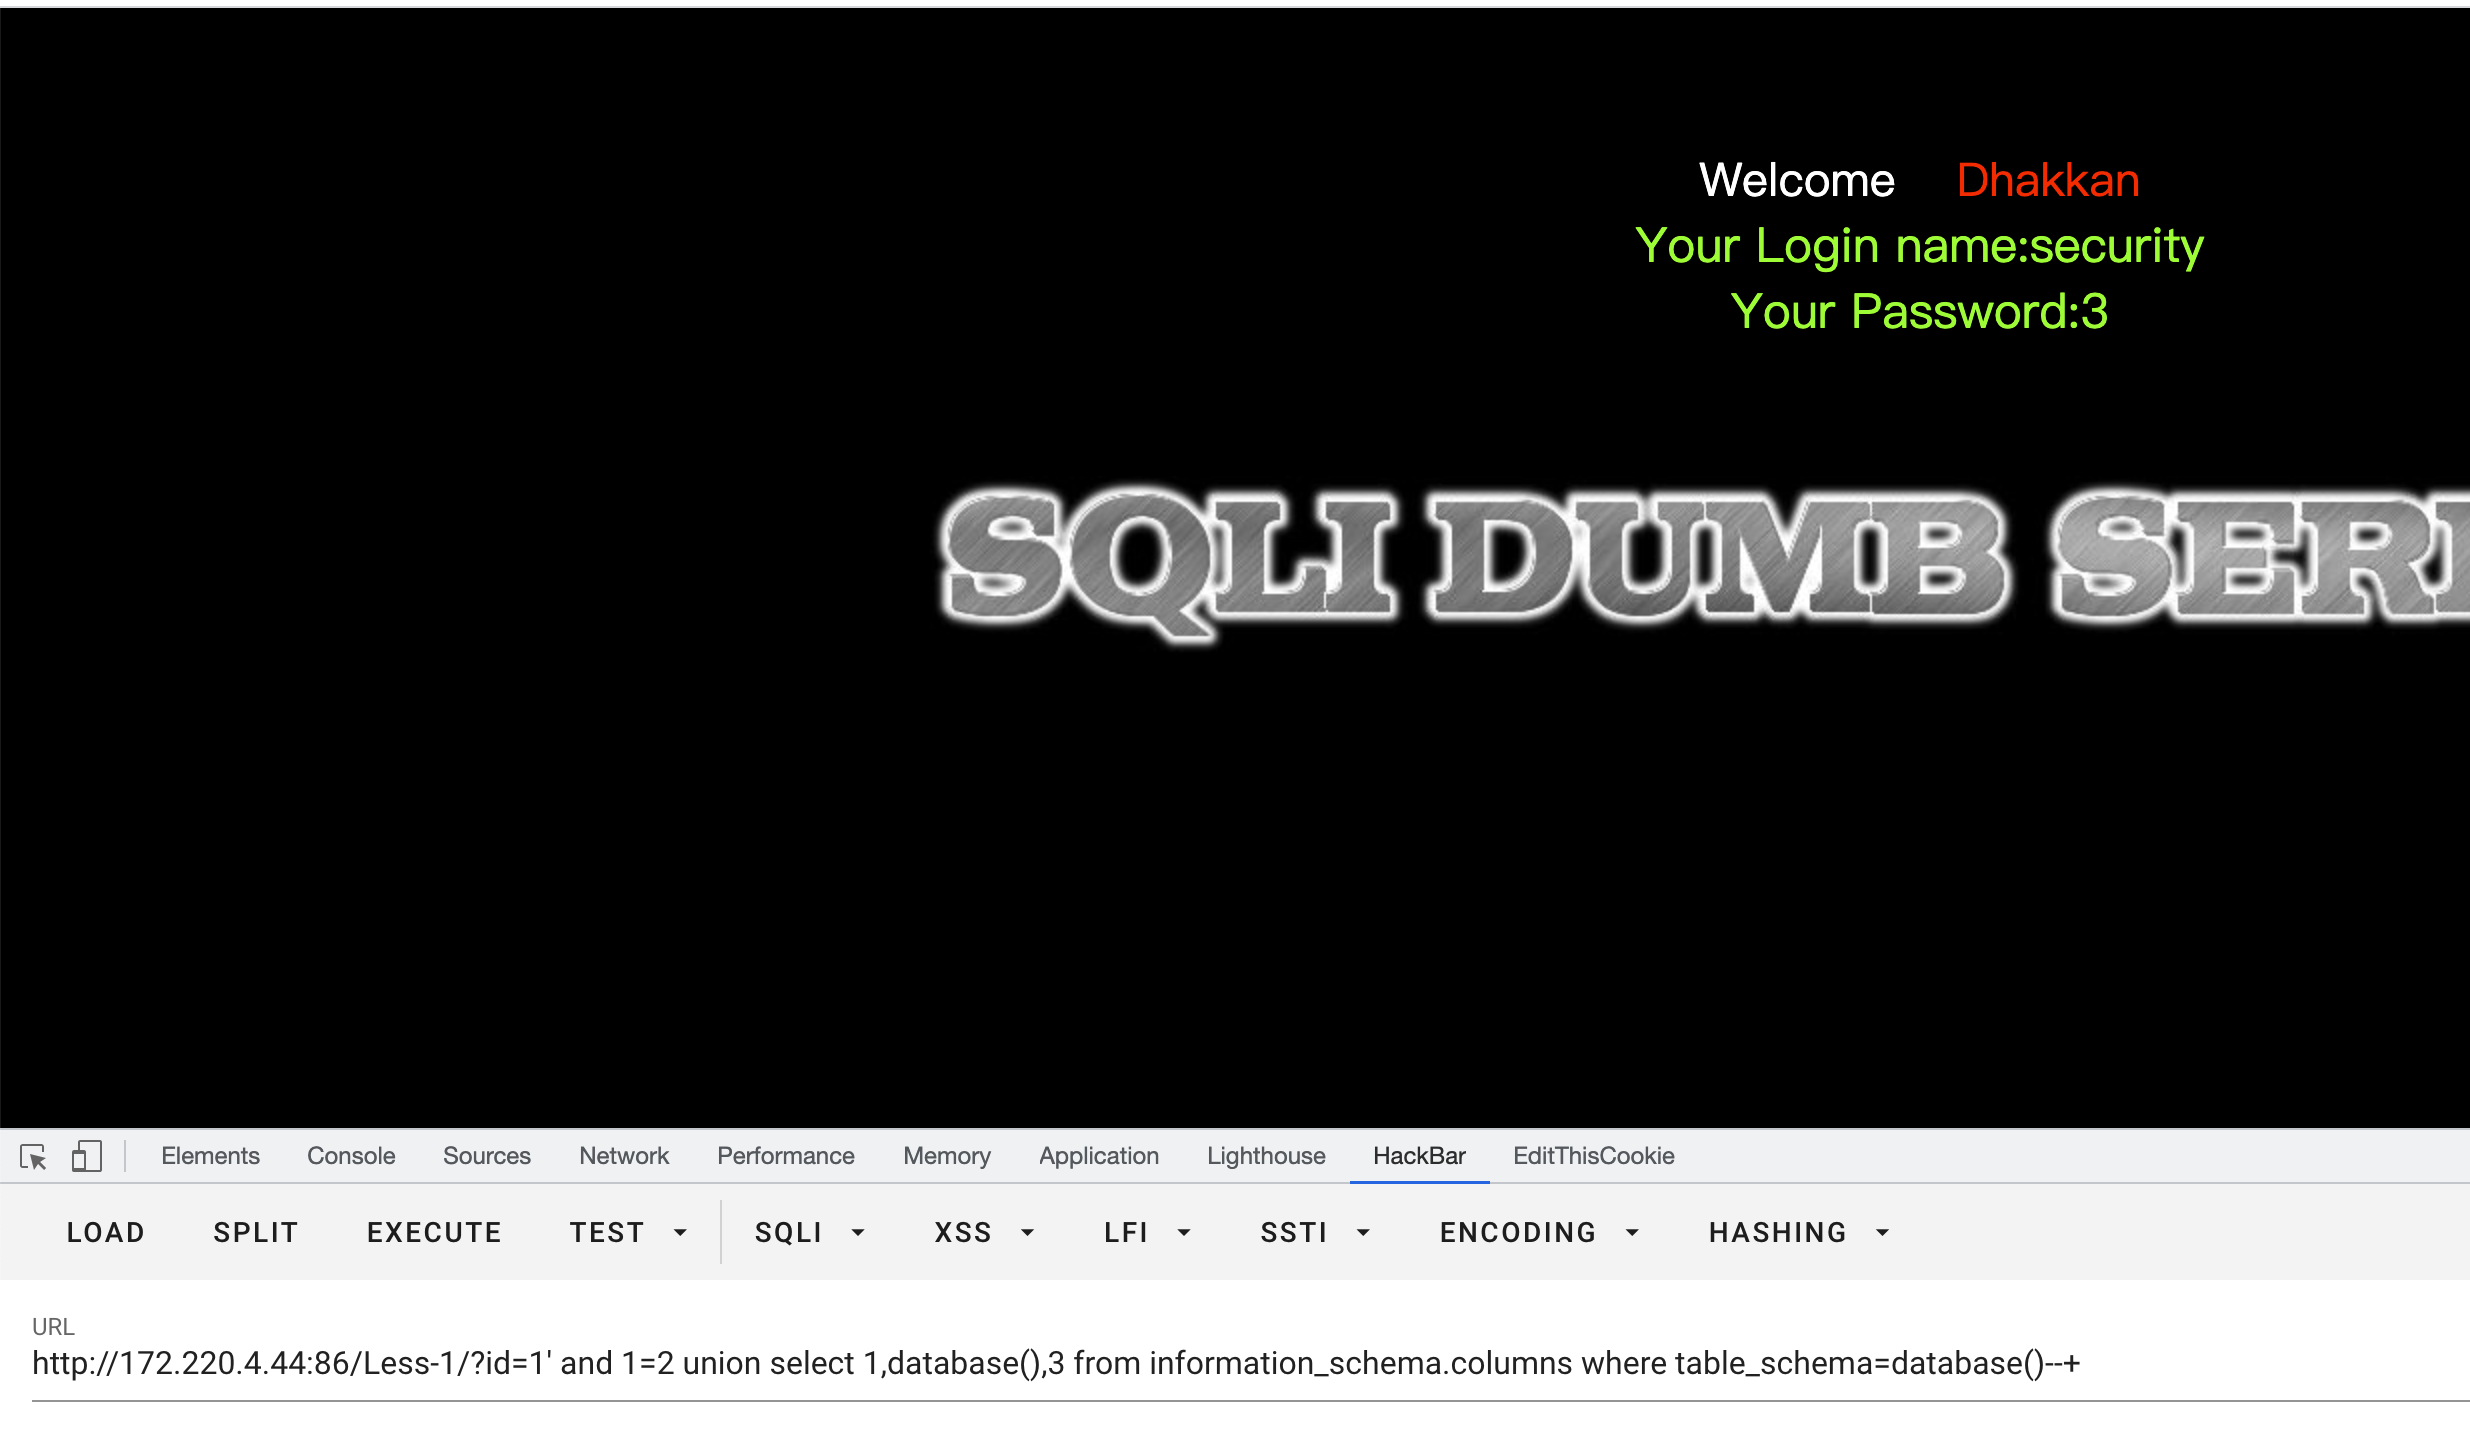 Welcome Dhakkan
Your Login name:security
Your Password:3
SQLI DUMB SERI
Elements Console Sources Network Performance Memory Application Lighthouse HackBar EditThisCookie
LOAD SPLIT EXECUTE TEST SQLI XSS LFI SSTI ENCODING HASHING
URL
http://172.220.4.44:86/Less-1/?id=1' and 1=2 union select 1,database(),3 from information_schema.columns where table_schema=database()--+